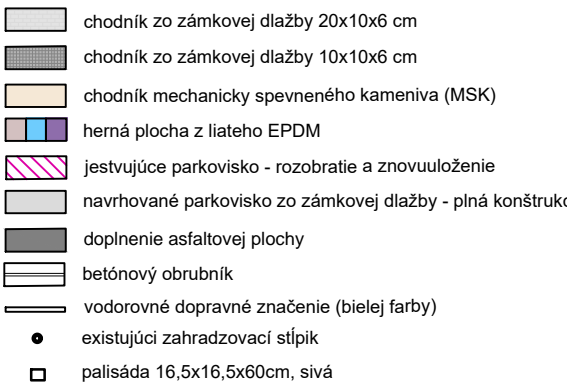 chodník zo zámkovej dlažby 20x10x6 cm
chodník zo zámkovej dlažby 10x10x6 cm
chodník mechanicky spevneného kameniva (MSK)
herná plocha z liateho EPDM
jestvujúce parkovisko - rozobratie a znovuuloženie
navrhované parkovisko zo zámkovej dlažby - plná konštrukc
doplnenie asfaltovej plochy
betónový obrubník
vodorovné dopravné značenie (bielej farby)
existujúci zahradzovací stĺpik
palisáda 16,5x16,5x60cm, sivá